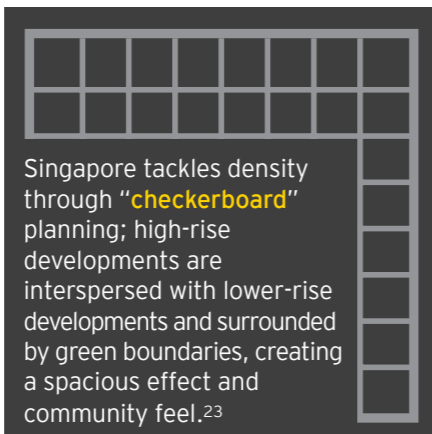 Singapore tackles density
through “checkerboard”
planning; high-rise
developments are
interspersed with lower-rise
developments and surrounded
by green boundaries, creating
a spacious effect and
community feel.23